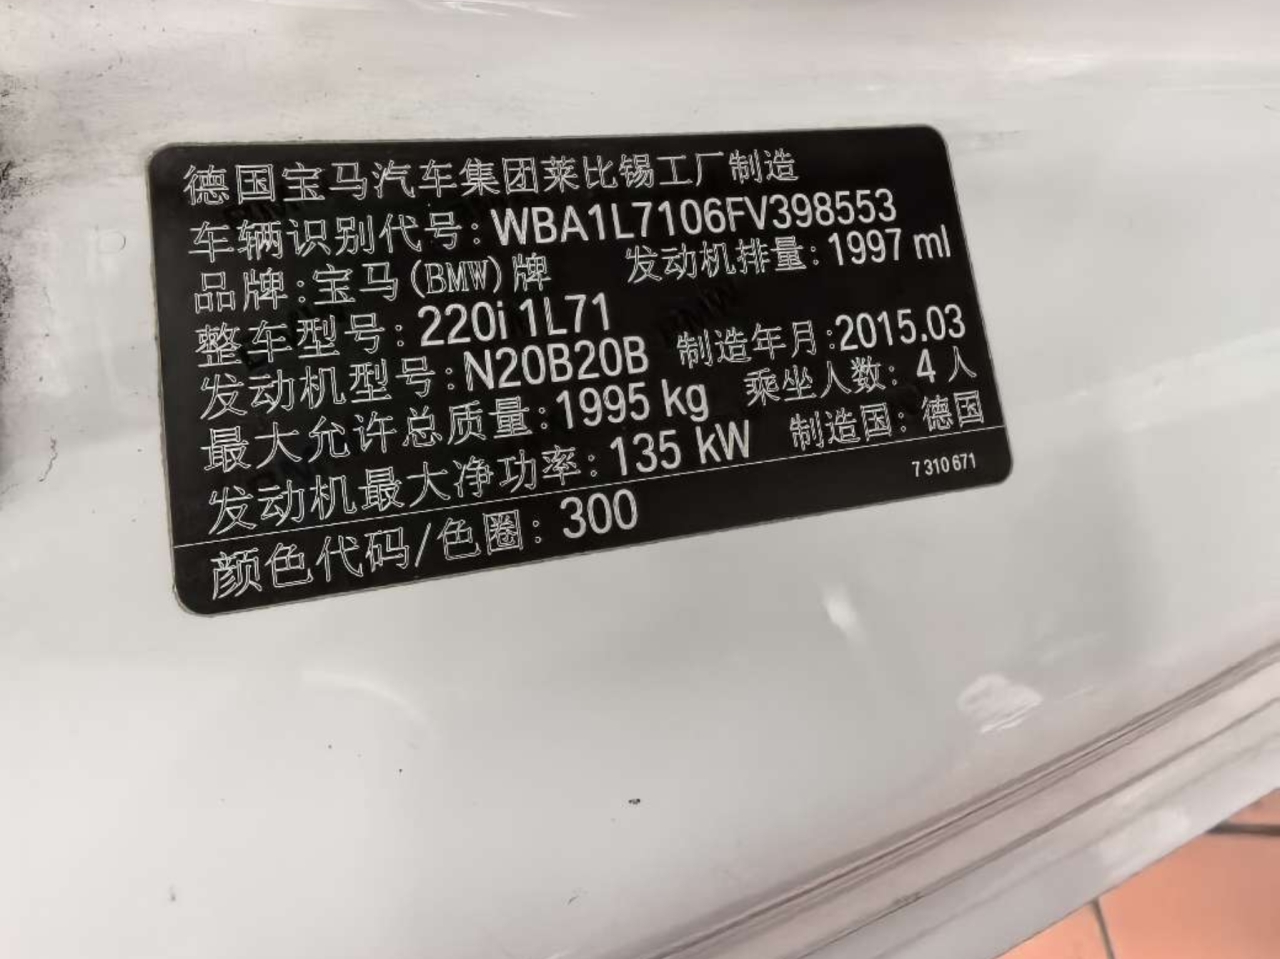 德国宝马汽车集团莱比锡工厂制造
车辆识别代号: WBA1L7106FV398553
品牌:宝马(BMW)牌 发动机排量: 1997 ml
整车型号: 220i 1L71
发动机型号: N20B20B 制造年月:2015.03
最大允许总质量: 1995 kg 乘坐人数: 4 人
发动机最大净功率: 135 kW 制造国: 德国
7 310 671
颜色代码/色圈: 300